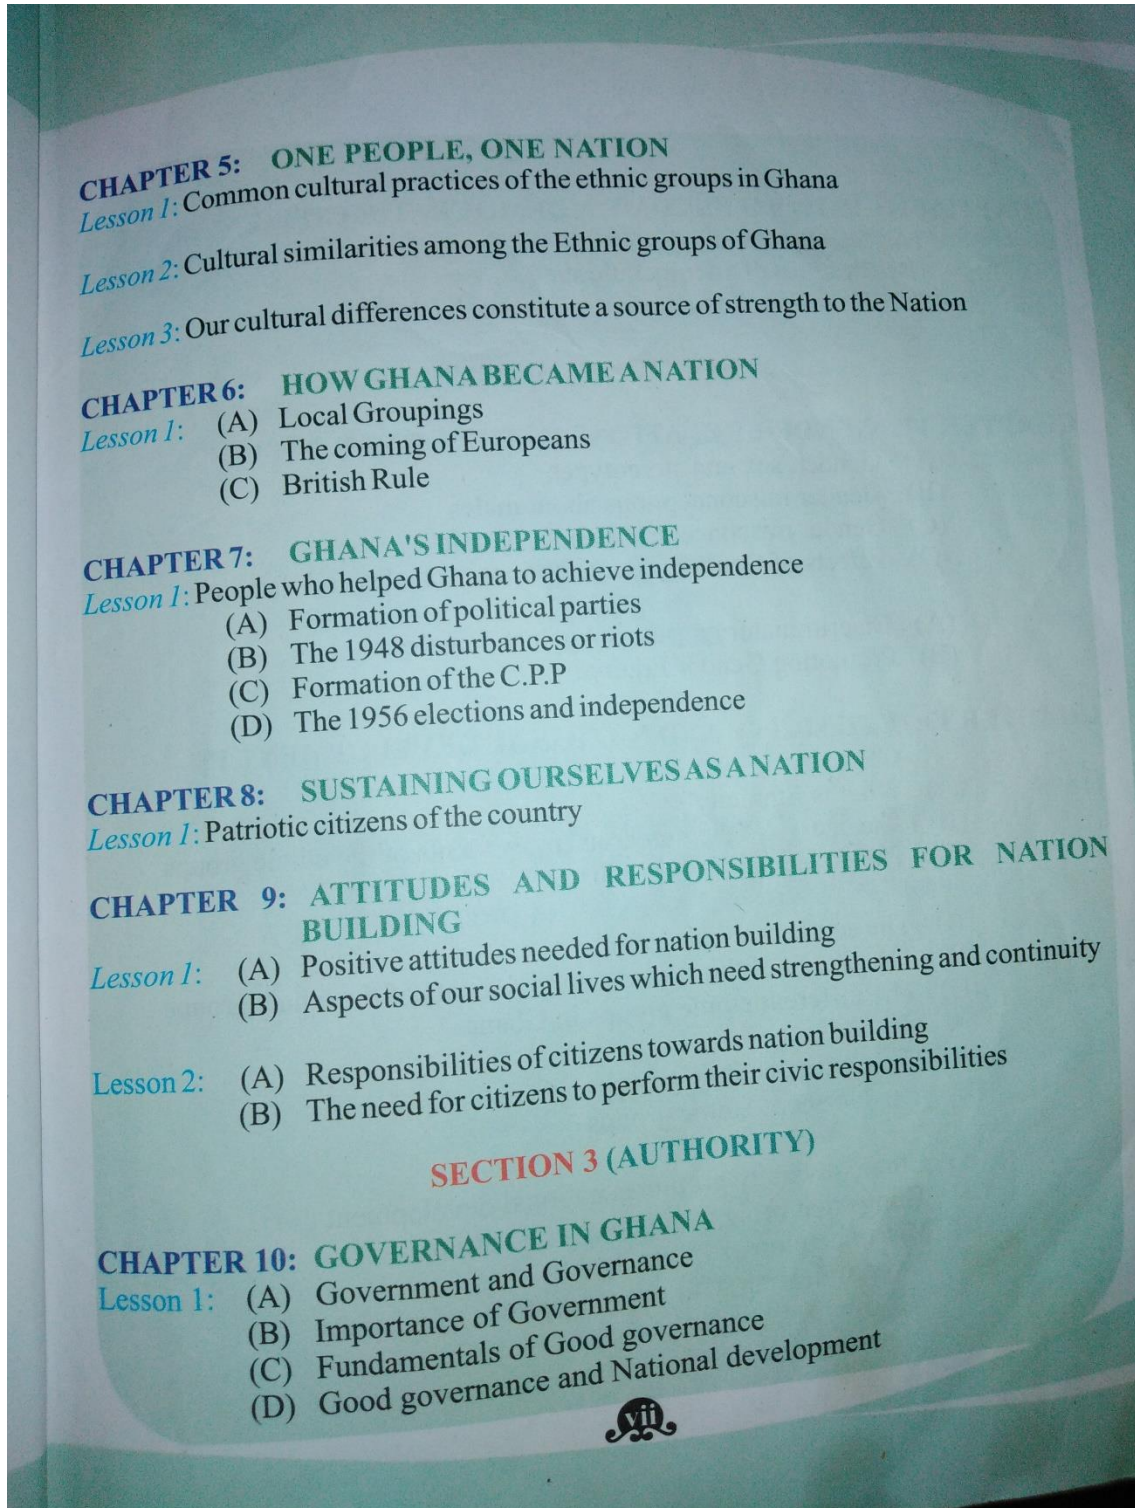 CHAPTER 5: ONE PEOPLE, ONE NATION
Lesson 1: Common cultural practices of the ethnic groups in Ghana
Lesson 2: Cultural similarities among the Ethnic groups of Ghana
Lesson 3: Our cultural differences constitute a source of strength to the Nation
CHAPTER 6: HOW GHANA BECAME A NATION
Lesson 1: (A) Local Groupings
(B) The coming of Europeans
(C) British Rule
CHAPTER 7: GHANA'S INDEPENDENCE
Lesson 1: People who helped Ghana to achieve independence
(A) Formation of political parties
(B) The 1948 disturbances or riots
(C) Formation of the C.P.P
(D) The 1956 elections and independence
CHAPTER 8: SUSTAINING OURSELVES AS A NATION
Lesson 1: Patriotic citizens of the country
CHAPTER 9: ATTITUDES AND RESPONSIBILITIES FOR NATION
BUILDING
Lesson 1: (A) Positive attitudes needed for nation building
(B) Aspects of our social lives which need strengthening and continuity
Lesson 2: (A) Responsibilities of citizens towards nation building
(B) The need for citizens to perform their civic responsibilities
SECTION 3 (AUTHORITY)
CHAPTER 10: GOVERNANCE IN GHANA
Lesson 1: (A) Government and Governance
(B) Importance of Government
(C) Fundamentals of Good governance
(D) Good governance and National development
vii